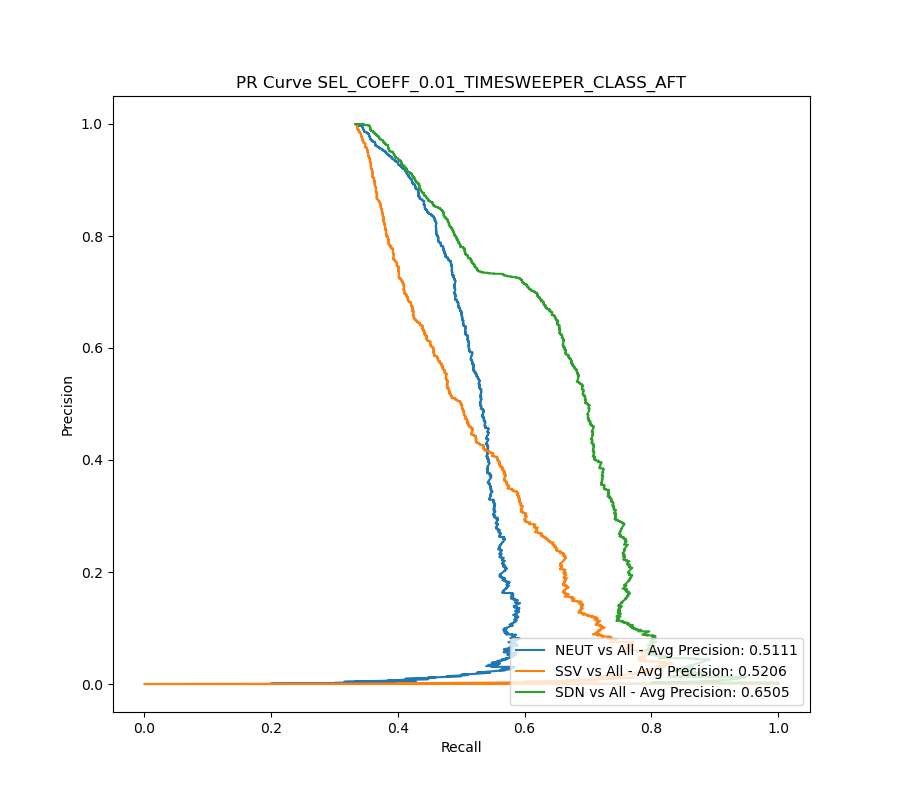 PR Curve SEL_COEFF_0.01_TIMESWEEPER_CLASS_AFT
1.0
0.8
0.6
0.4
0.2
0.0
Precision
NEUT vs All - Avg Precision: 0.5111
SSV vs All - Avg Precision: 0.5206
SDN vs All - Avg Precision: 0.6505
0.0 0.2 0.4 0.6 0.8 1.0
Recall